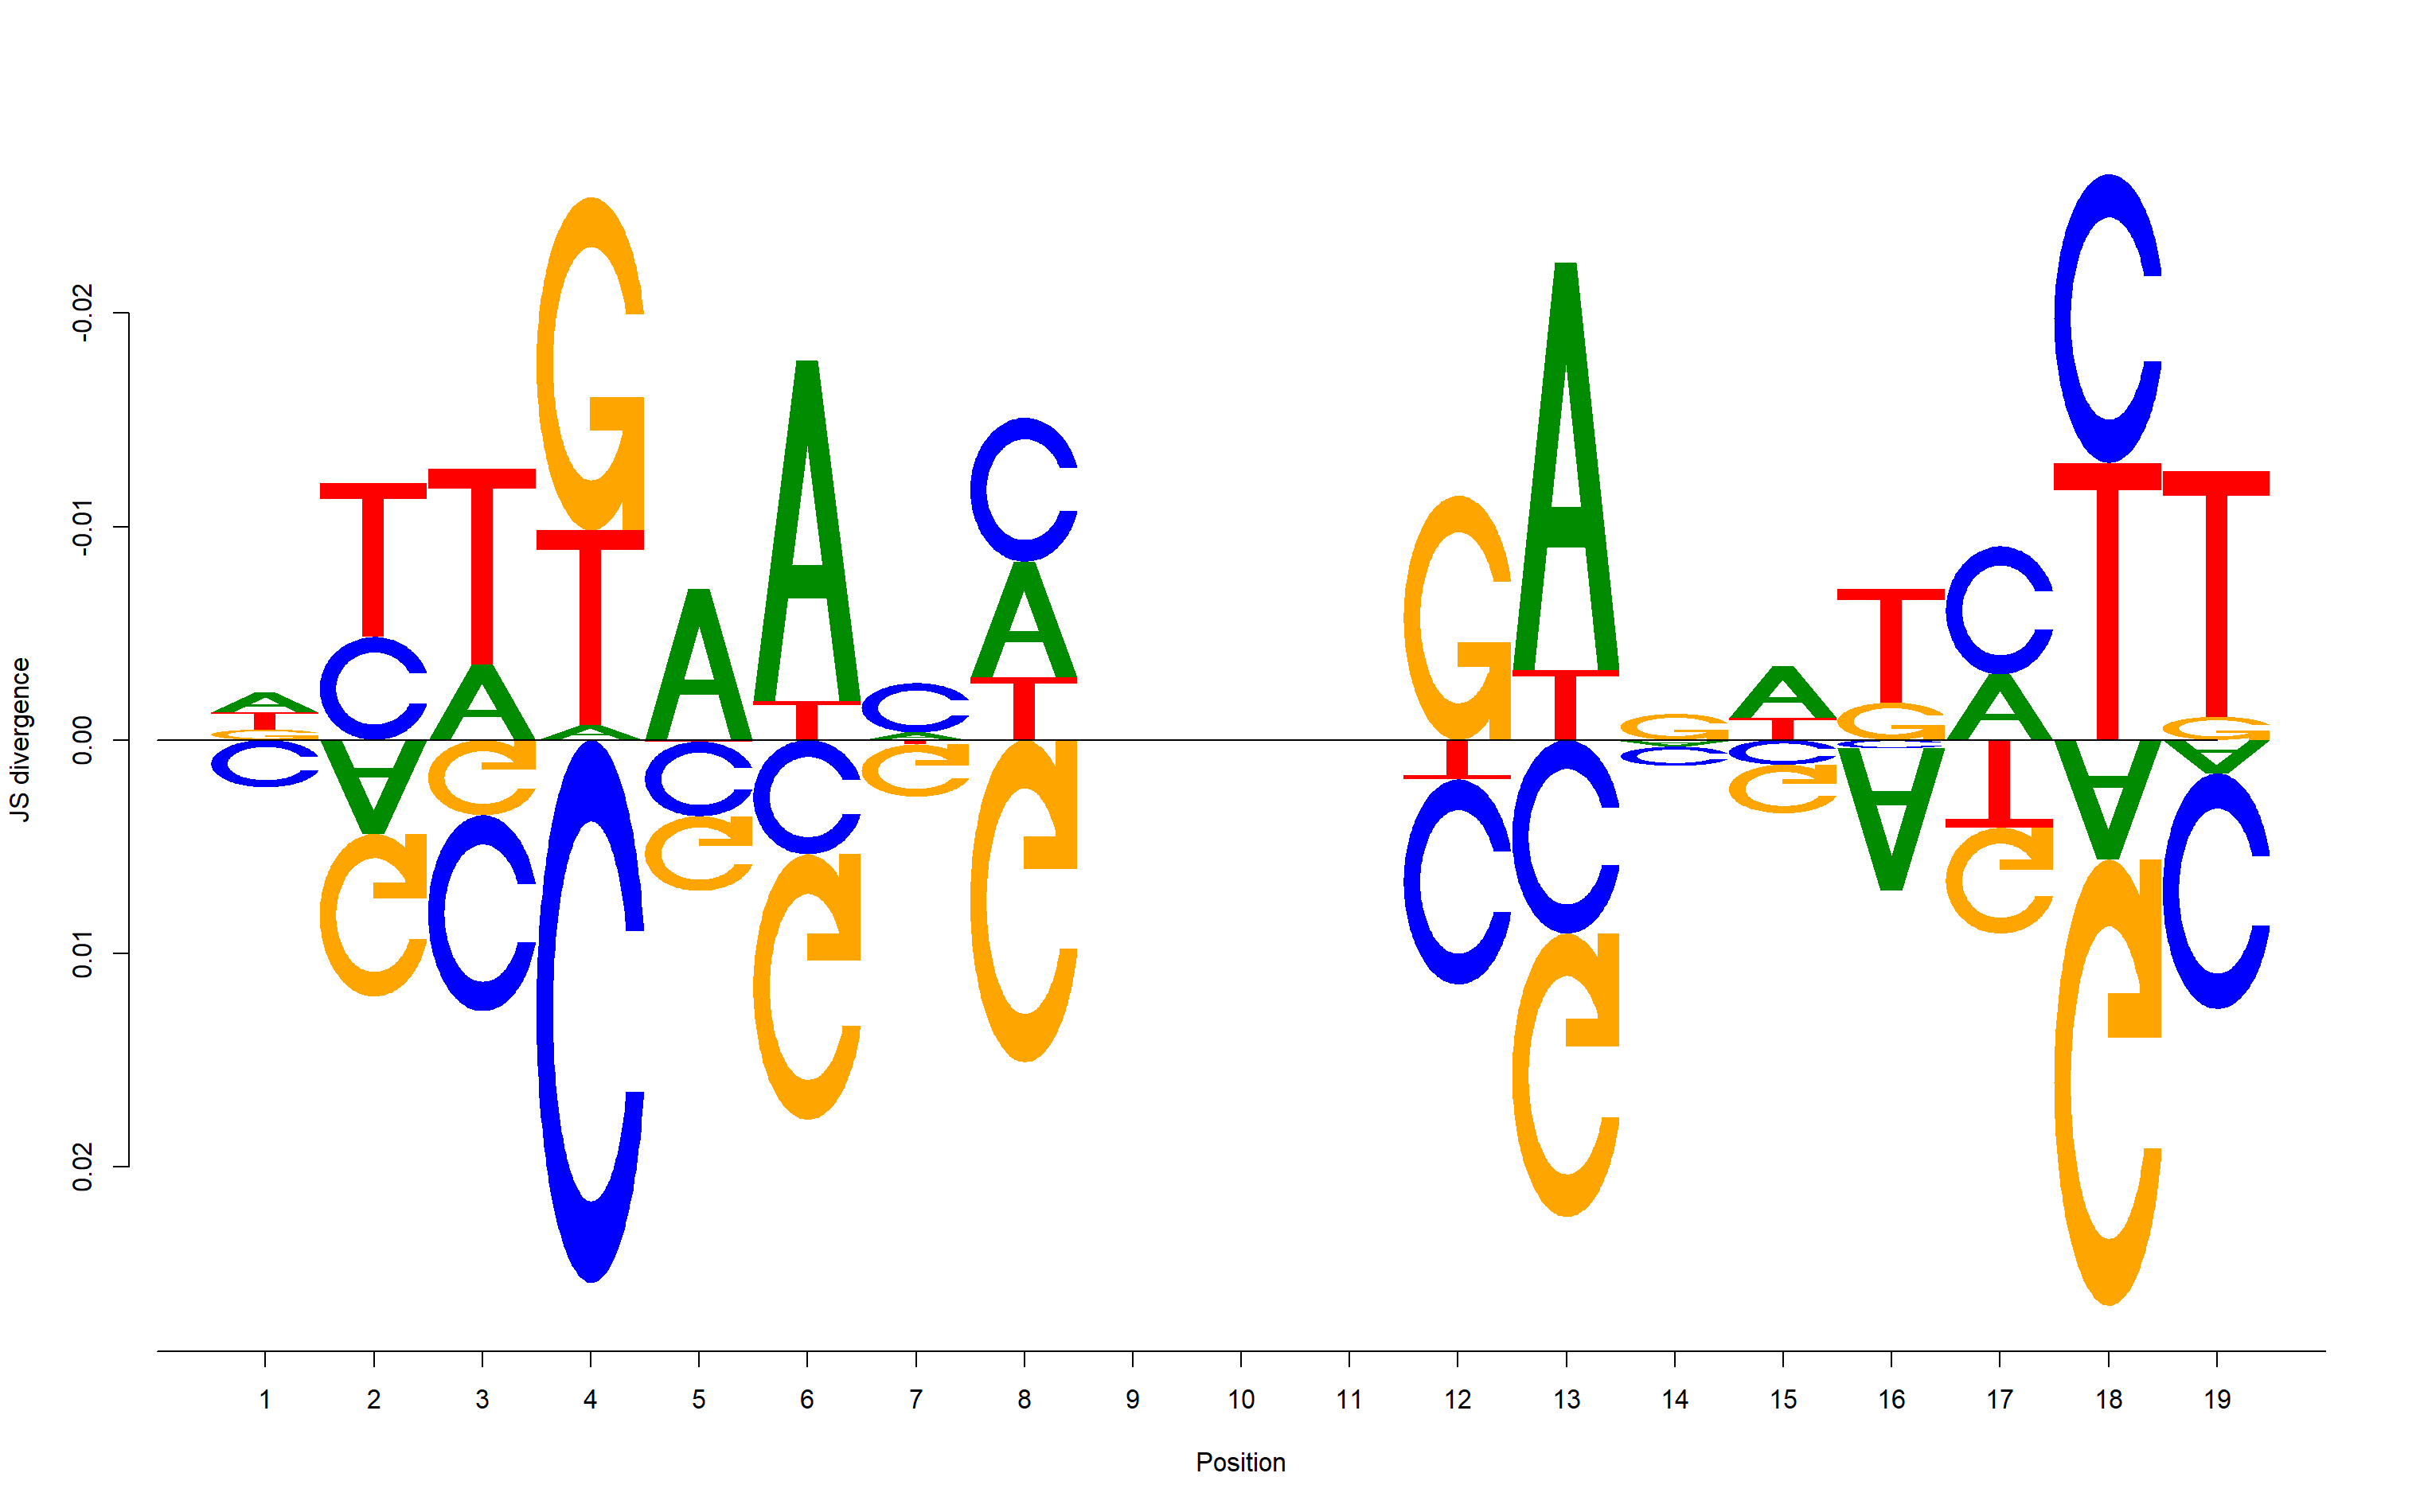 JS divergence
-0.02
-0.01
0.00
0.01
0.02
A T G C
T C A G
T A G C
G T A C
A C G
A T C G
C A T G
C A T G
G T C
A T C G
G A C
A T C G
T G C A
C A T G
C T A G
T G A C
1 2 3 4 5 6 7 8 9 10 11 12 13 14 15 16 17 18 19
Position